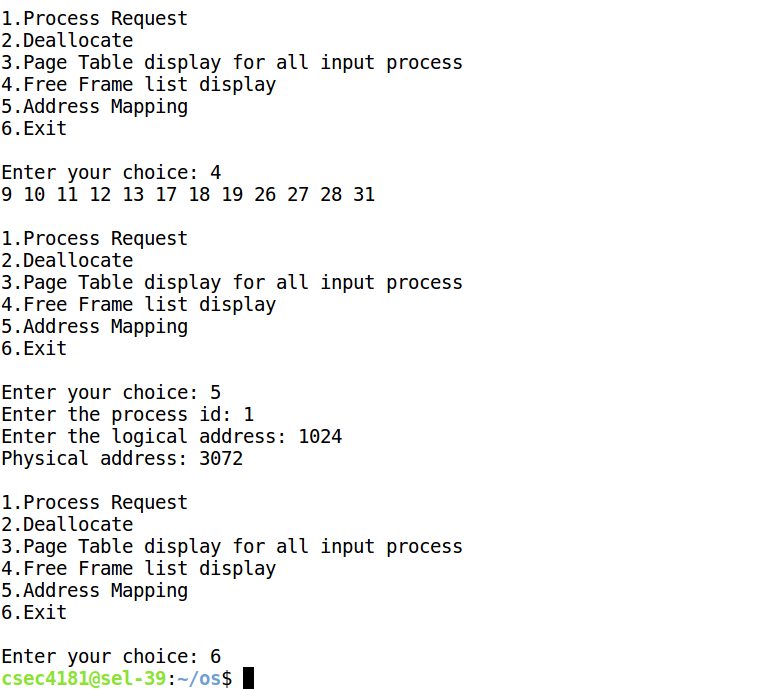 1.Process Request
2.Deallocate
3.Page Table display for all input process
4.Free Frame list display
5.Address Mapping
6.Exit
Enter your choice: 4
9 10 11 12 13 17 18 19 26 27 28 31
1.Process Request
2.Deallocate
3.Page Table display for all input process
4.Free Frame list display
5.Address Mapping
6.Exit
Enter your choice: 5
Enter the process id: 1
Enter the logical address: 1024
Physical address: 3072
1.Process Request
2.Deallocate
3.Page Table display for all input process
4.Free Frame list display
5.Address Mapping
6.Exit
Enter your choice: 6
csec4181@sel-39:~/os$